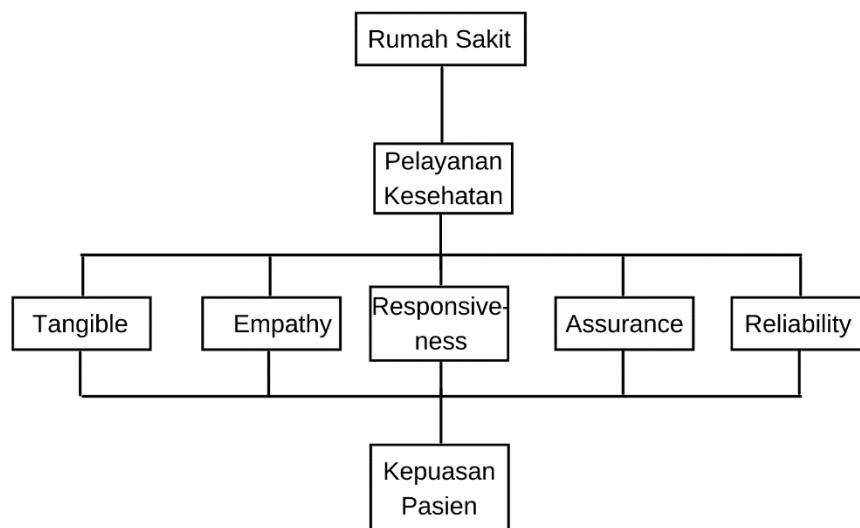 Rumah Sakit
Pelayanan
Kesehatan
Tangible
Empathy
Responsive-
ness
Assurance
Reliability
Kepuasan
Pasien